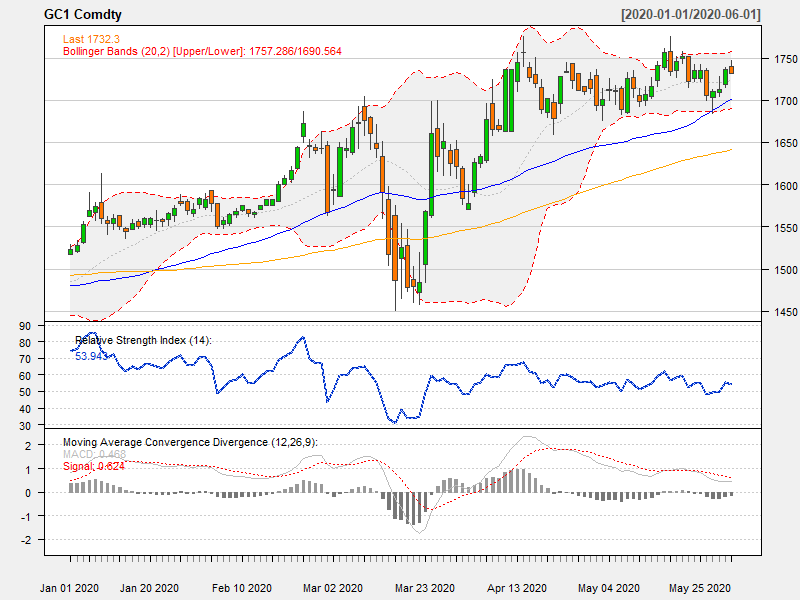 GC1 Comdty [2020-01-01/2020-06-01]
Last 1732.3
Bollinger Bands (20,2) [Upper/Lower]: 1757.286/1690.564
1750
1700
1650
1600
1550
1500
1450
Relative Strength Index (14):
53.943
90
80
70
60
50
40
30
Moving Average Convergence Divergence (12,26,9):
MACD: 0.468
Signal: 0.624
2
1
0
-1
-2
Jan 01 2020 Jan 20 2020 Feb 10 2020 Mar 02 2020 Mar 23 2020 Apr 13 2020 May 04 2020 May 25 2020